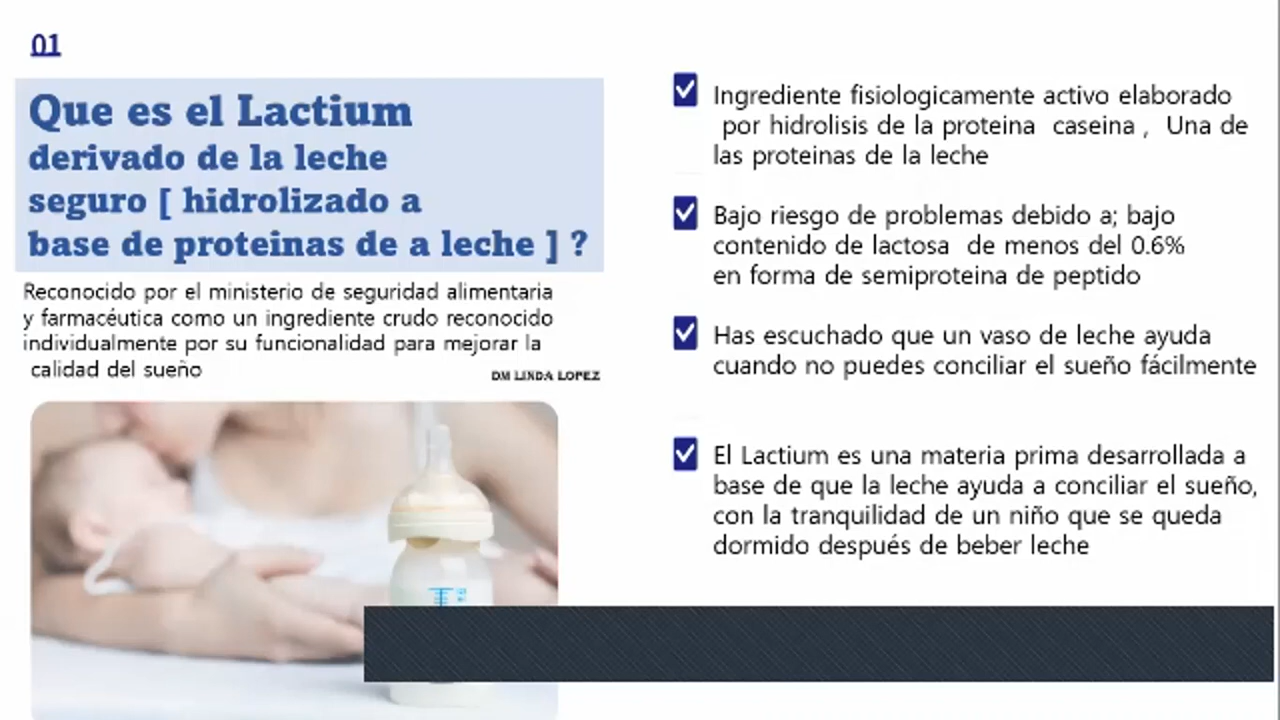 01
Que es el Lactium
derivado de la leche
seguro [ hidrolizado a
base de proteinas de a leche ] ?
Reconocido por el ministerio de seguridad alimentaria
y farmacéutica como un ingrediente crudo reconocido
individualmente por su funcionalidad para mejorar la
calidad del sueño
DM LINDA LOPEZ
Ingrediente fisiologicamente activo elaborado
por hidrolisis de la proteina caseina , Una de
las proteinas de la leche
Bajo riesgo de problemas debido a; bajo
contenido de lactosa de menos del 0.6%
en forma de semiproteina de peptido
Has escuchado que un vaso de leche ayuda
cuando no puedes conciliar el sueño fácilmente
El Lactium es una materia prima desarrollada a
base de que la leche ayuda a conciliar el sueño,
con la tranquilidad de un niño que se queda
dormido después de beber leche